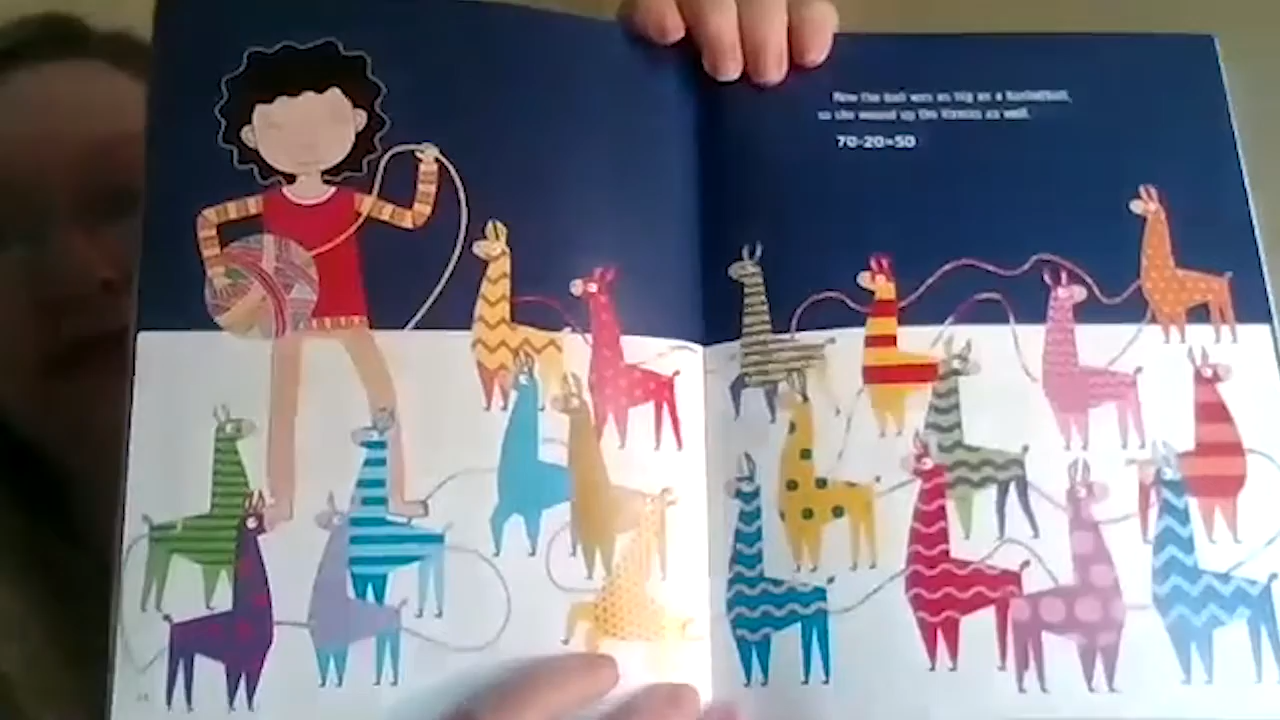 Now the ball was as big as a basketball,
so she wound up the llamas as well.
70-20=50